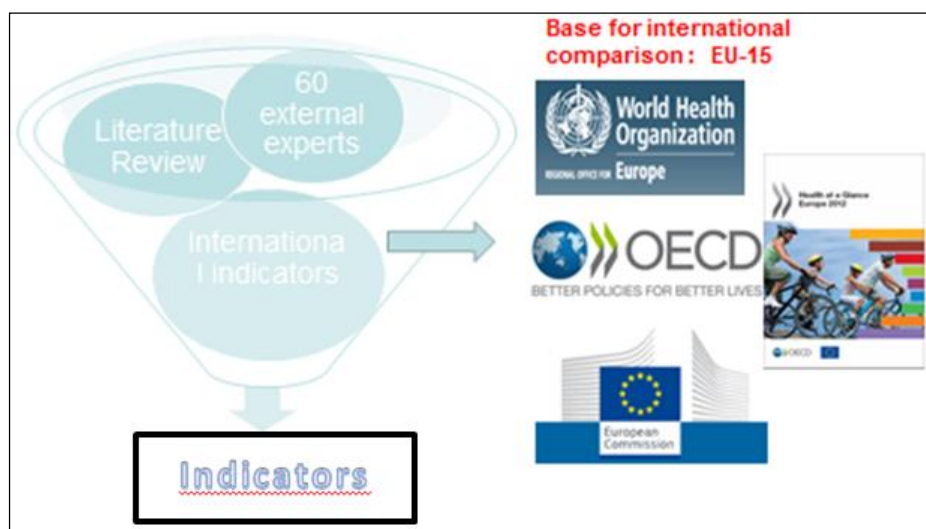 60
external
experts
Literature
Review
Internationa
l indicators
Indicators
Base for international
comparison: EU-15
World Health
Organization
REGIONAL OFFICE FOR Europe
OECD
BETTER POLICIES FOR BETTER LIVES
Health at a Glance
Europe 2012
OECD
European
Commission